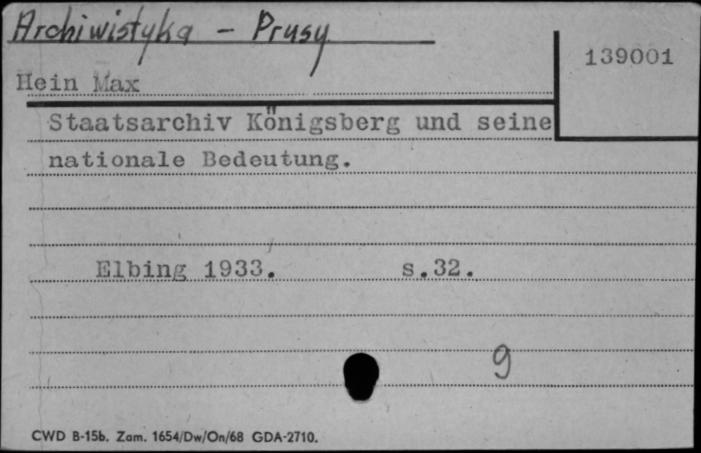 Archiwistyka - Prusy
139001
Hein Max
Staatsarchiv Königsberg und seine
nationale Bedeutung.
Elbing 1933. s.32.
9
CWD B-15b. Zam. 1654/Dw/On/68 GDA-2710.